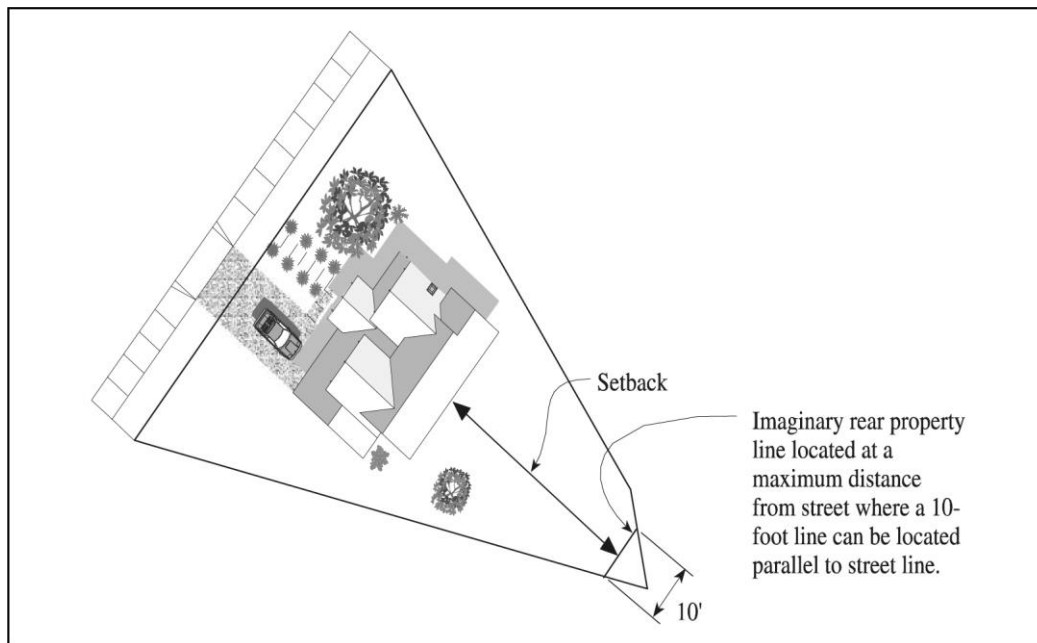 Setback
Imaginary rear property
line located at a
maximum distance
from street where a 10-
foot line can be located
parallel to street line.
10'